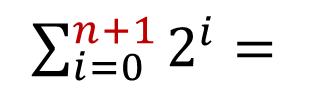 ∑_{i=0}^{n+1} 2^i =